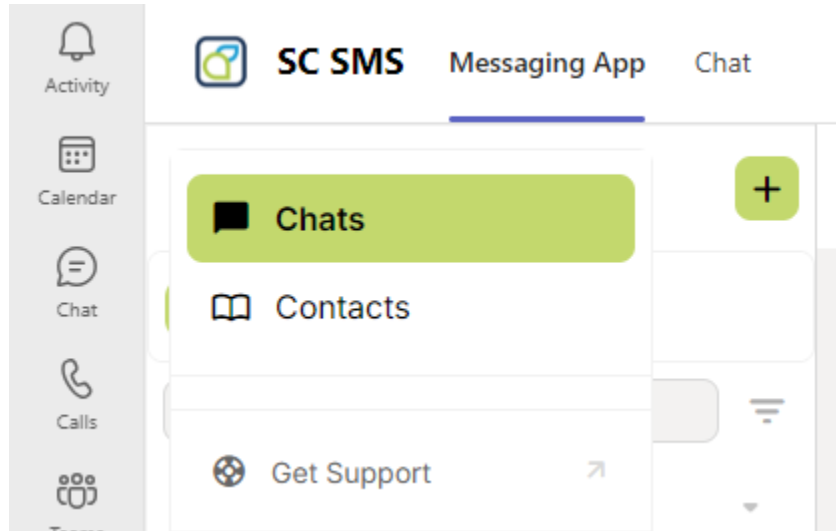 Activity
SC SMS Messaging App Chat
Calendar
Chats
Chat
Contacts
Calls
Get Support